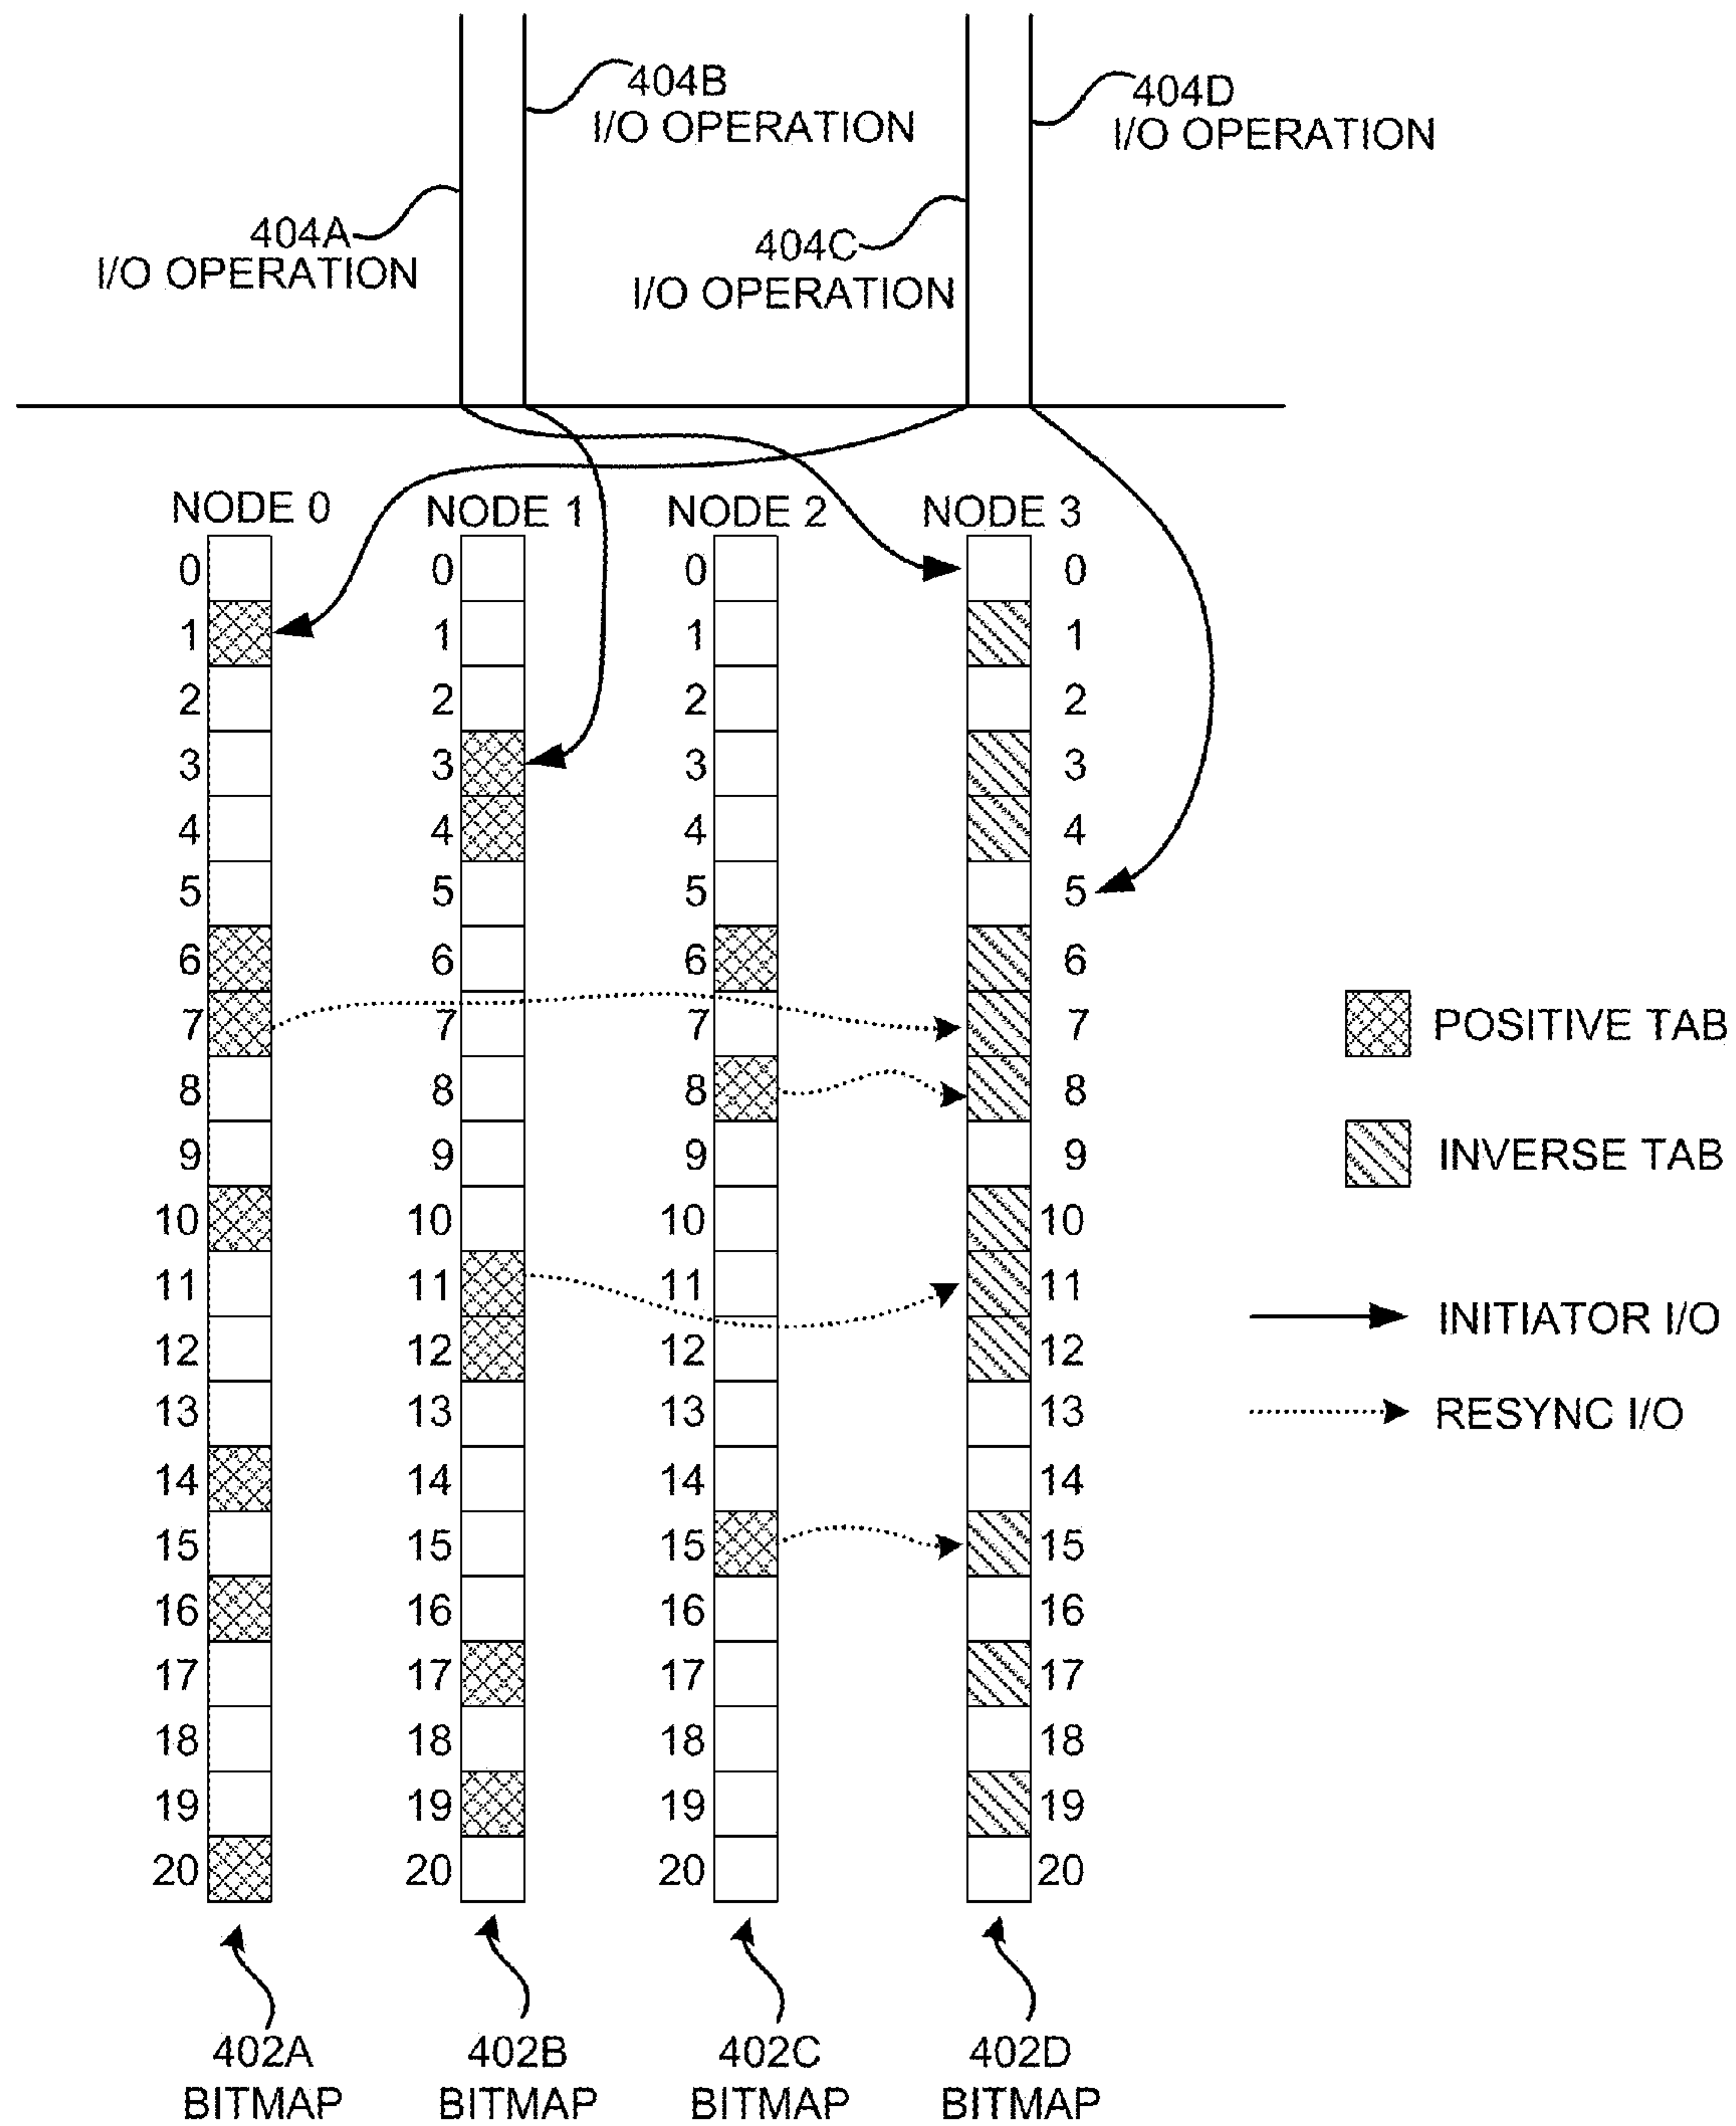 404B
I/O OPERATION
404D
I/O OPERATION
404A
I/O OPERATION
404C
I/O OPERATION
NODE 0 NODE 1 NODE 2 NODE 3
0 0 0 0
1 1 1 1
2 2 2 2
3 3 3 3
4 4 4 4
5 5 5 5
6 6 6 6
7 7 7 7
POSITIVE TAB
8 8 8 8
9 9 9 9
INVERSE TAB
10 10 10 10
11 11 11 11
INITIATOR I/O
12 12 12 12
13 13 13 13
RESYNC I/O
14 14 14 14
15 15 15 15
16 16 16 16
17 17 17 17
18 18 18 18
19 19 19 19
20 20 20 20
402A 402B 402C 402D
BITMAP BITMAP BITMAP BITMAP